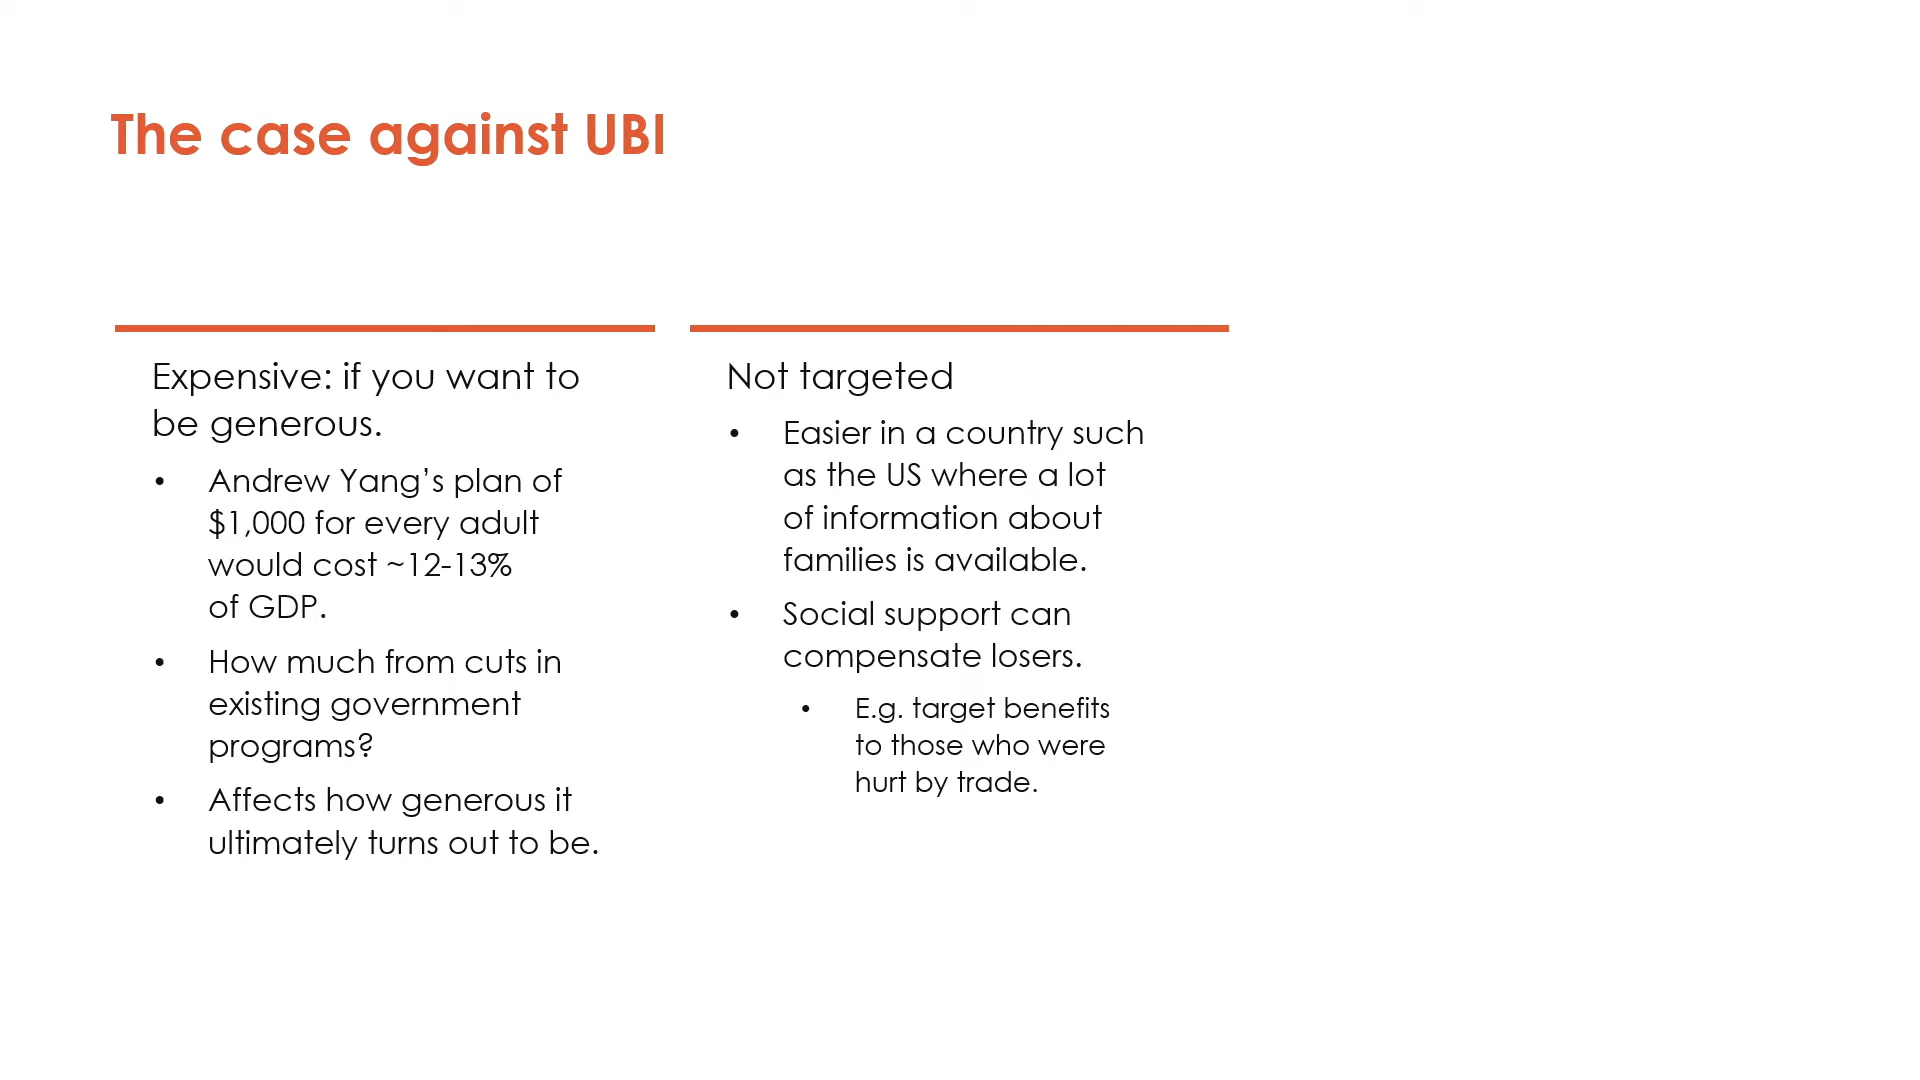 The case against UBI
Expensive: if you want to
be generous.
• Andrew Yang’s plan of
$1,000 for every adult
would cost ~12-13%
of GDP.
• How much from cuts in
existing government
programs?
• Affects how generous it
ultimately turns out to be.
Not targeted
• Easier in a country such
as the US where a lot
of information about
families is available.
• Social support can
compensate losers.
• E.g. target benefits
to those who were
hurt by trade.